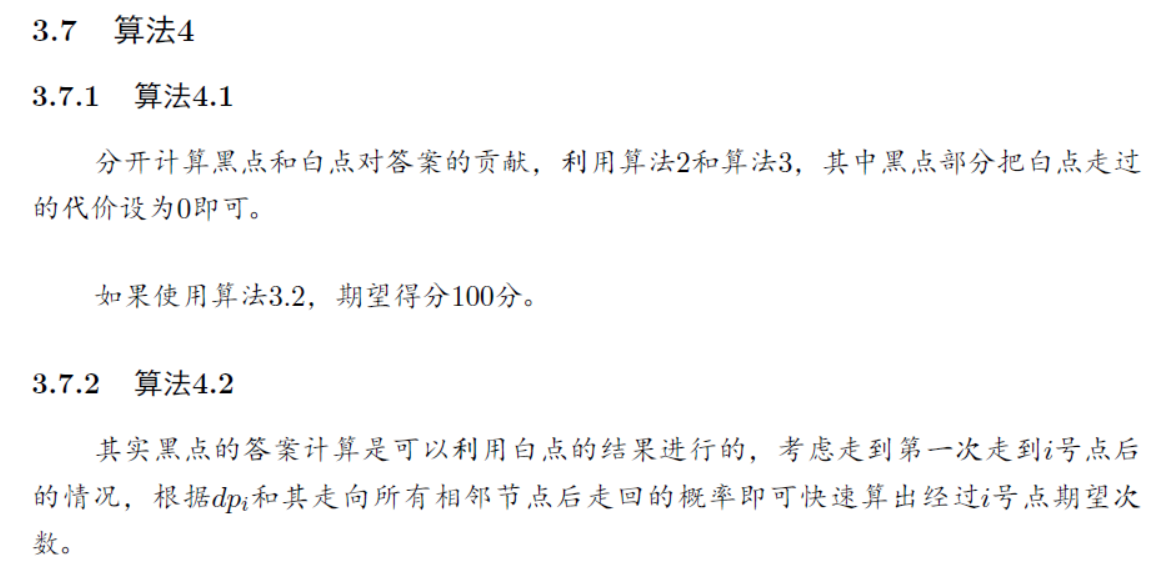 3.7 算法4
3.7.1 算法4.1
分开计算黑点和白点对答案的贡献，利用算法2和算法3，其中黑点部分把白点走过
的代价设为0即可。
如果使用算法3.2，期望得分100分。
3.7.2 算法4.2
其实黑点的答案计算是可以利用白点的结果进行的，考虑走到第一次走到i号点后
的情况，根据dpi和其走向所有相邻节点后走回的概率即可快速算出经过i号点期望次
数。